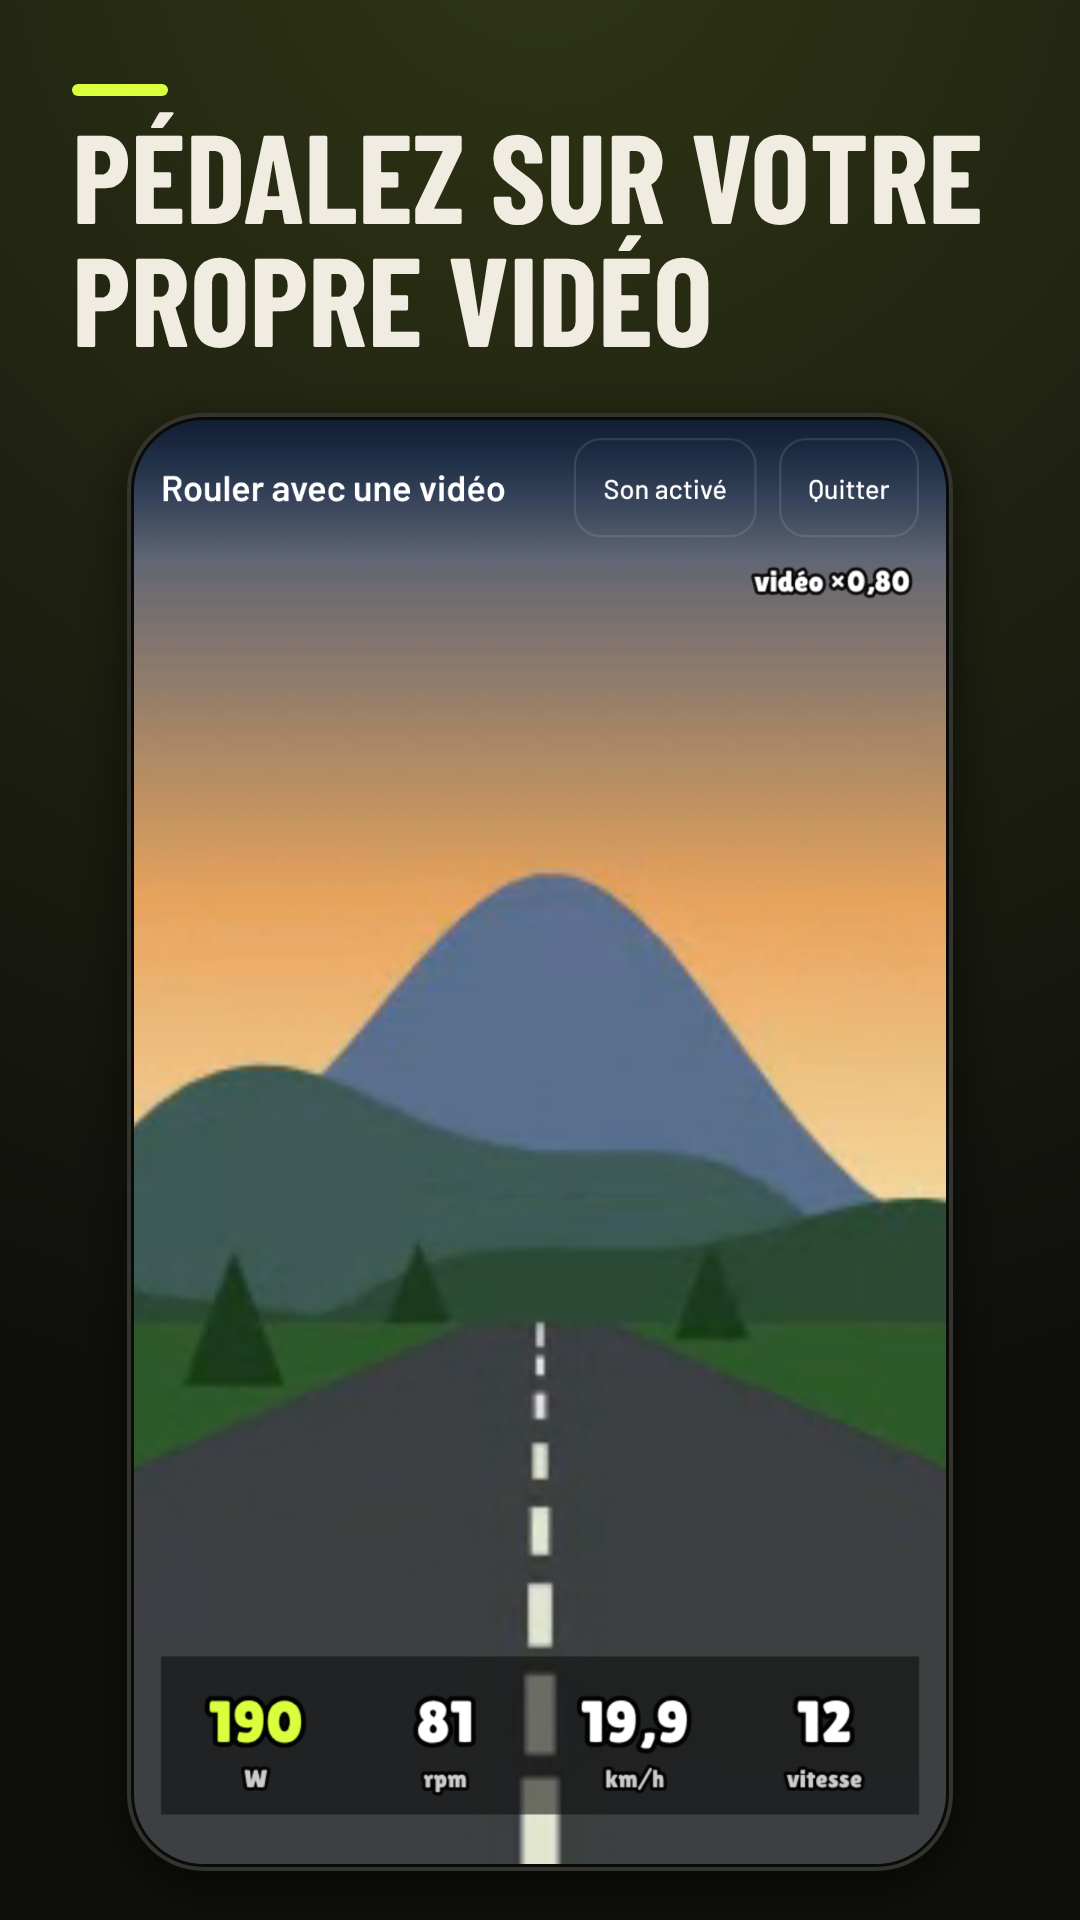 PÉDALEZ SUR VOTRE
PROPRE VIDÉO
Rouler avec une vidéo
Son activé
Quitter
vidéo ×0,80
190
81
19,9
12
W
rpm
km/h
vitesse